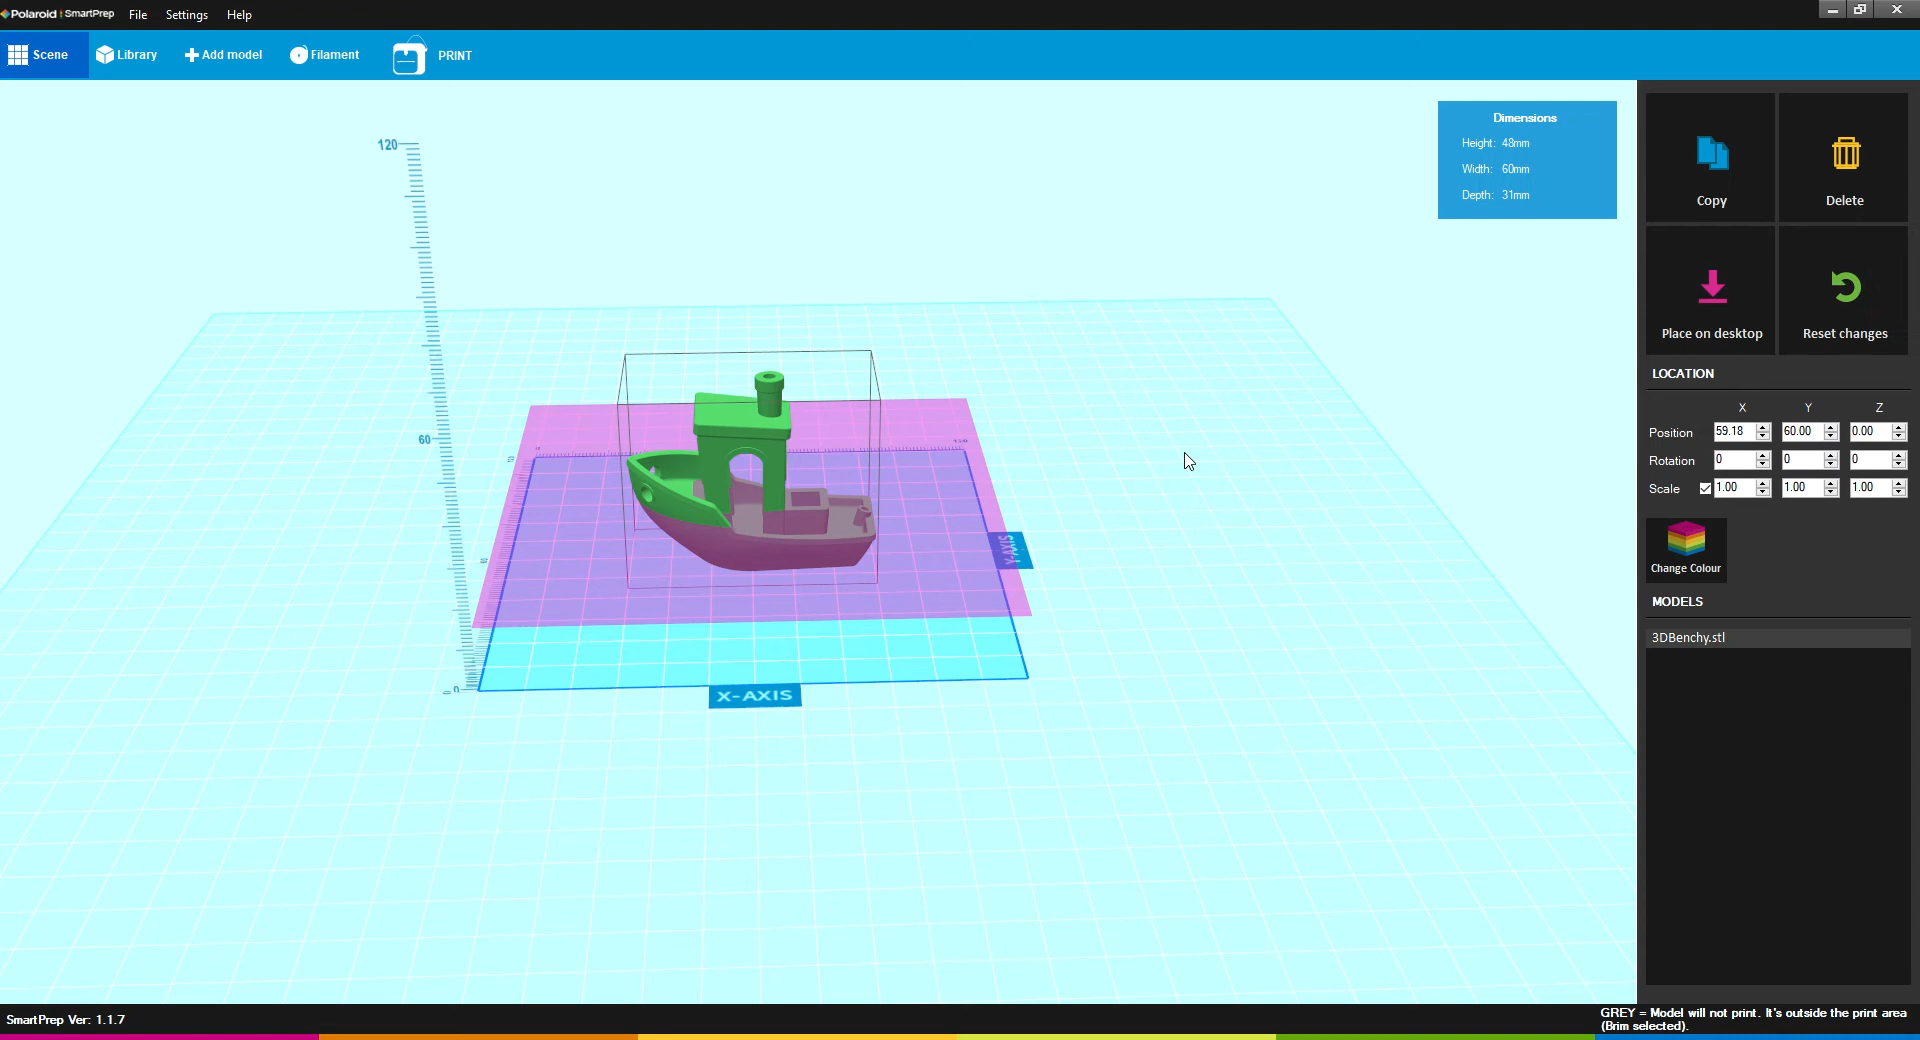 Polaroid SmartPrep File Settings Help
Scene Library Add model Filament PRINT
Dimensions
Height: 48mm
Width: 60mm
Depth: 31mm
120
60
0
X-AXIS
Y-AXIS
Copy Delete
Place on desktop Reset changes
LOCATION
X Y Z
Position 59.18 60.00 0.00
Rotation 0 0 0
Scale 1.00 1.00 1.00
Change Colour
MODELS
3DBenchy.stl
SmartPrep Ver: 1.1.7
GREY = Model will not print. It's outside the print area
(Brim selected).